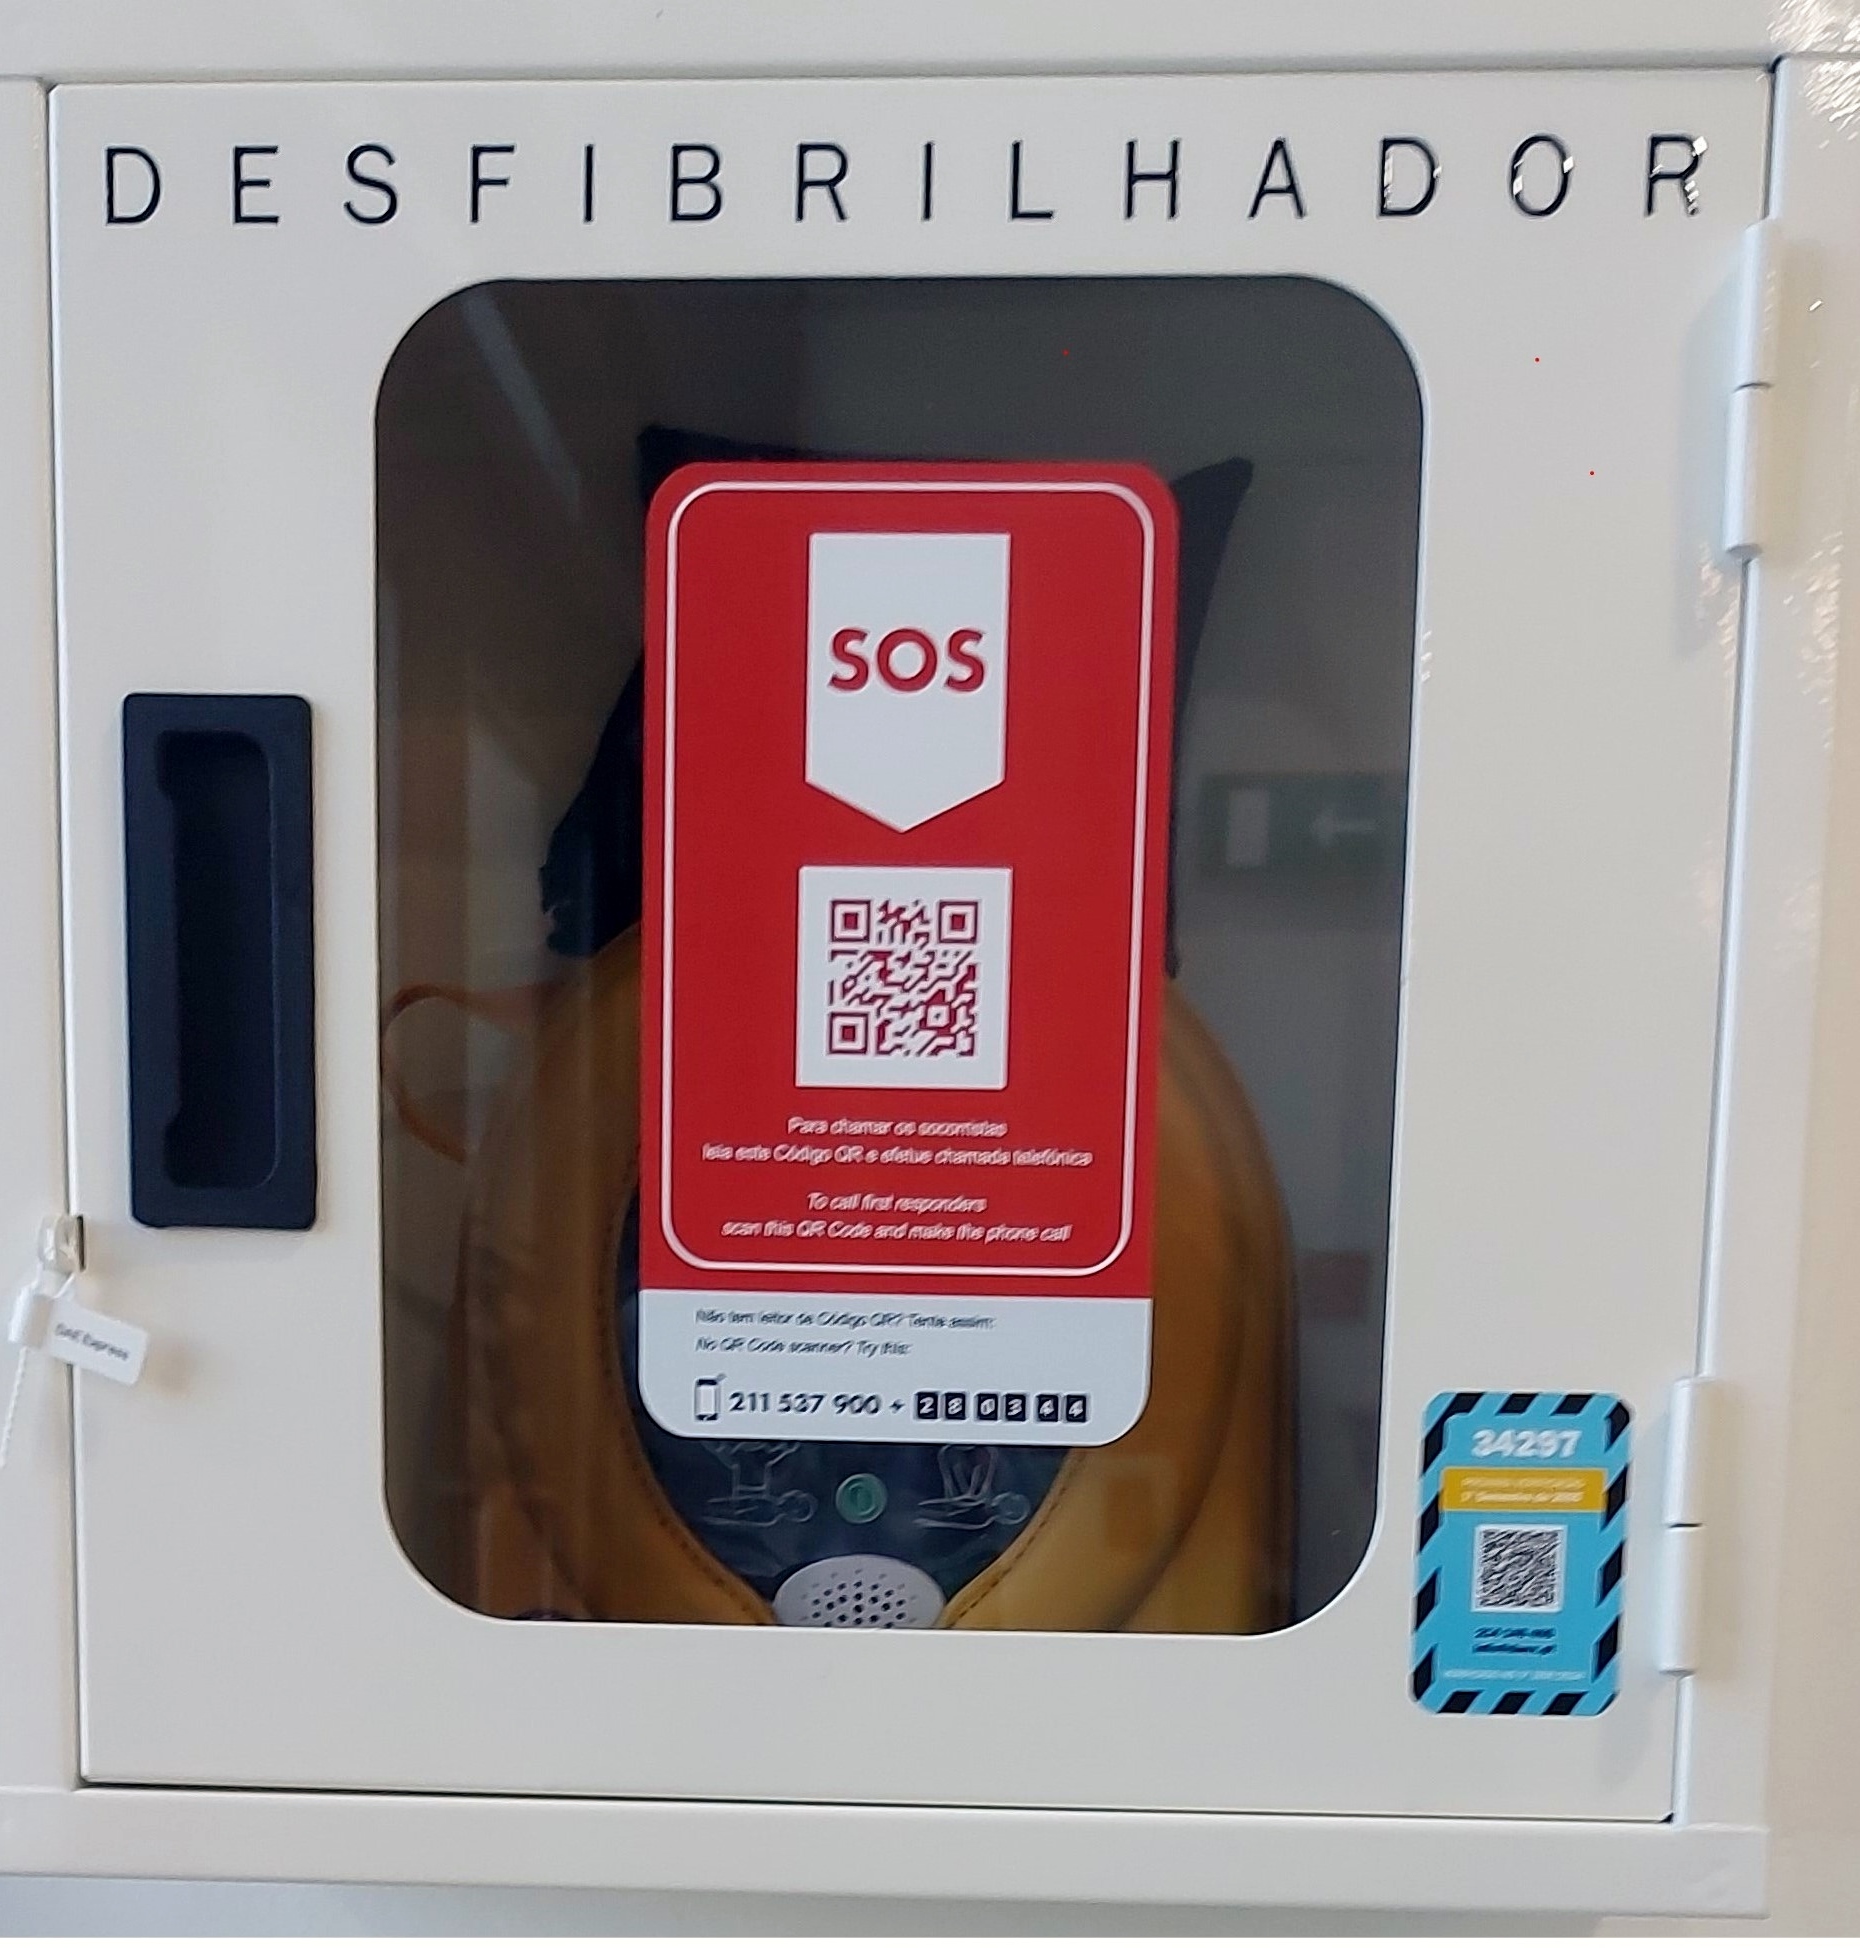 DESFIBRILHADOR
SOS
Para chamar os socorristas
leia este Código QR e efetue chamada telefónica
To call first responders
scan this QR Code and make the phone call
Não tem leitor de Código QR? Tente assim:
No QR Code scanner? Try this:
211 537 900 + 280344
DAE Express
34297